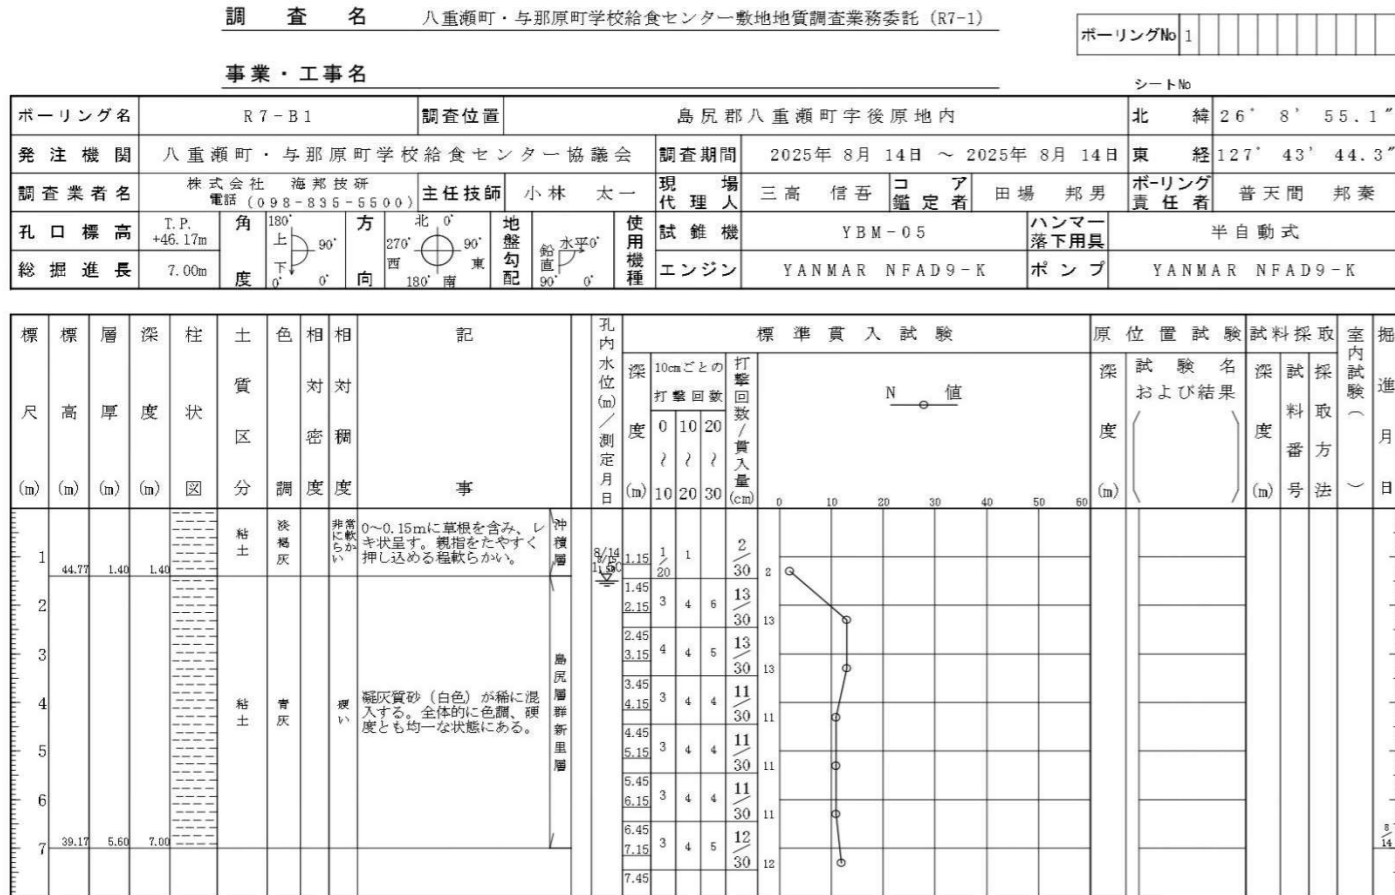 調査名 八重瀬町・与那原町学校給食センター敷地地質調査業務委託 (R7-1)
ボーリングNo 1
事業・工事名
シートNo
ボーリング名 R7-B1 調査位置 島尻郡八重瀬町字後原地内 北緯 26° 8' 55.1"
発注機関 八重瀬町・与那原町学校給食センター協議会 調査期間 2025年 8月 14日 ～ 2025年 8月 14日 東経 127° 43' 44.3"
調査業者名 株式会社 海邦技研 電話 (098-835-5500) 主任技師 小林 太一 現場代理人 三高 信吾 コア鑑定者 田場 邦男 ボーリング責任者 普天間 邦秦
孔口標高 T.P. +46.17m 角度 180° 上 下 90° 0° 0° 方向 北 0° 270° 西 90° 東 180° 南 地盤勾配 鉛直 90° 水平0° 0° 使用機種 試錐機 YBM-05 ハンマー落下用具 半自動式
総掘進長 7.00m エンジン YANMAR NFAD9-K ポンプ YANMAR NFAD9-K
標尺 (m) 標高 (m) 層厚 (m) 深度 (m) 柱状図 土質区分 色調 相対密度 相対稠度 記事 孔内水位(m)/測定月日 標準貫入試験 原位置試験 試料採取 室内試験 ( ) 掘進月日
深度 (m) 10cmごとの打撃回数 0～10 10～20 20～30 打撃回数/貫入量 (cm) N値 深度 (m) 試験名および結果 深度 (m) 試料番号 採取方法
0 10 20 30 40 50 60
粘土 淡褐灰 非常に軟らかい 0～0.15mに草根を含み、レキ状呈す。親指をたやすく押し込める程軟らかい。 沖積層
1 44.77 1.40 1.40 8/14 1.15 1/20 1 2/30 2
1.45
2 2.15 3 4 6 13/30 13
2.45
3 3.15 4 4 5 13/30 13
3.45
4 粘土 青灰 硬い 凝灰質砂（白色）が稀に混入する。全体的に色調、硬度とも均一な状態にある。 島尻層群新里層 4.15 3 4 4 11/30 11
4.45
5 5.15 3 4 4 11/30 11
5.45
6 6.15 3 4 4 11/30 11
6.45
7 39.17 5.60 7.00 7.15 3 4 5 12/30 12 8/14
7.45